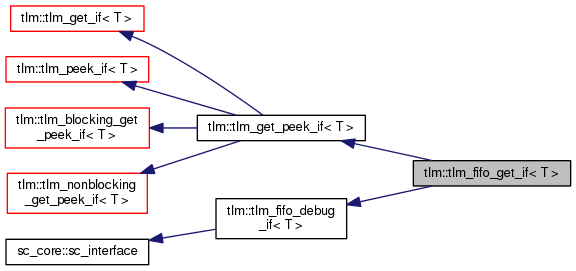 tlm::tlm_get_if< T >
tlm::tlm_peek_if< T >
tlm::tlm_blocking_get
_peek_if< T >
tlm::tlm_get_peek_if< T >
tlm::tlm_fifo_get_if< T >
tlm::tlm_nonblocking
_get_peek_if< T >
tlm::tlm_fifo_debug
_if< T >
sc_core::sc_interface